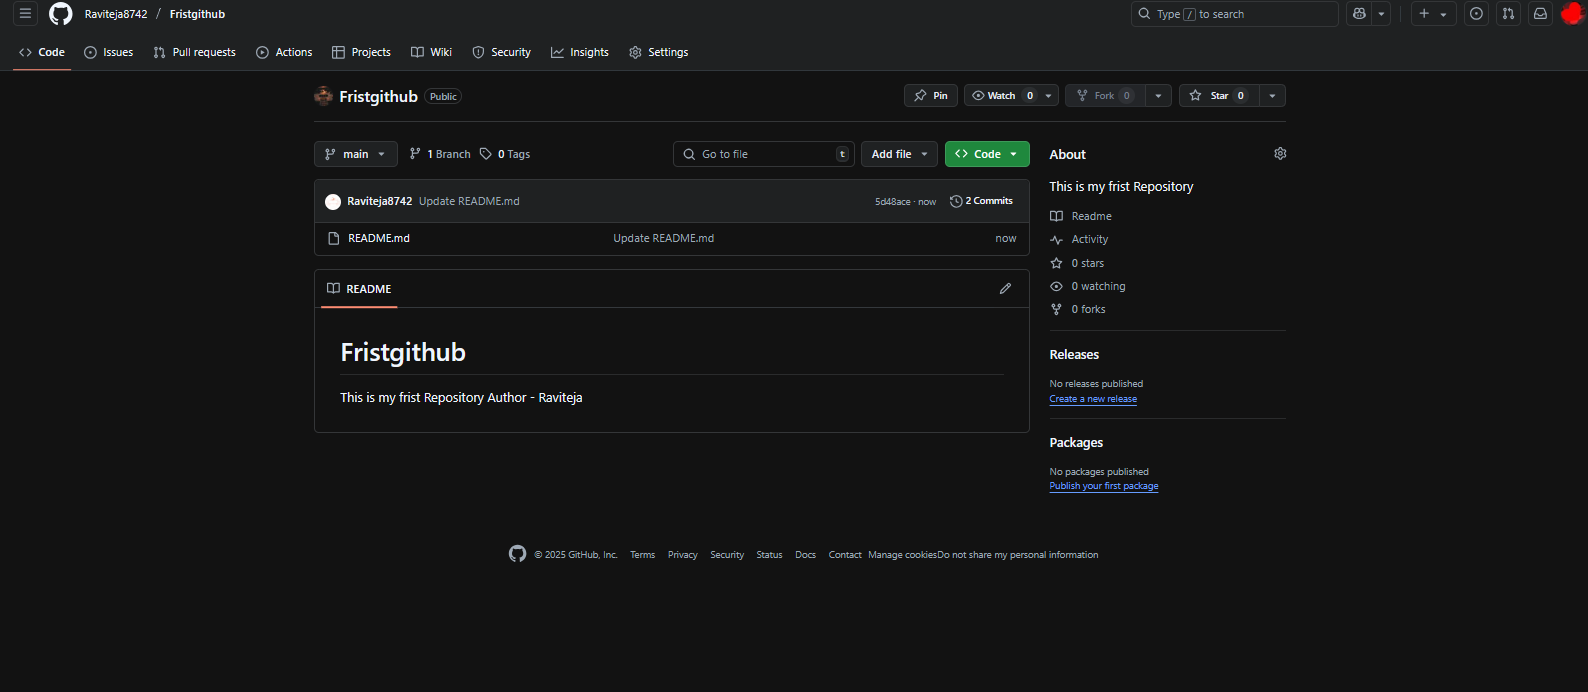 Raviteja8742 / Fristgithub
Type / to search
Code Issues Pull requests Actions Projects Wiki Security Insights Settings
Fristgithub Public
Pin Watch 0 Fork 0 Star 0
main 1 Branch 0 Tags
Go to file t Add file Code
Raviteja8742 Update README.md 5d48ace · now 2 Commits
README.md Update README.md now
README
Fristgithub
This is my frist Repository Author - Raviteja
About
This is my frist Repository
Readme
Activity
0 stars
0 watching
0 forks
Releases
No releases published
Create a new release
Packages
No packages published
Publish your first package
© 2025 GitHub, Inc. Terms Privacy Security Status Docs Contact Manage cookies Do not share my personal information